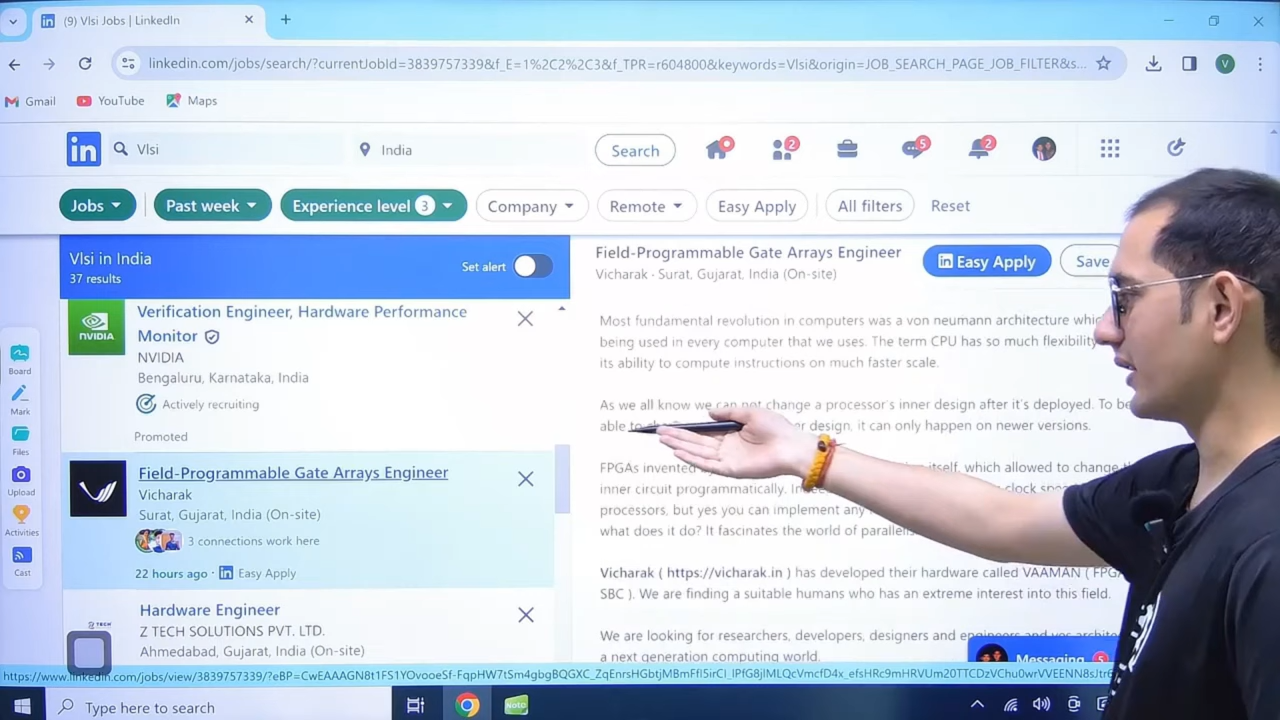 (9) Vlsi Jobs | LinkedIn
linkedin.com/jobs/search/?currentJobId=3839757339&f_E=1%2C2%2C3&f_TPR=r604800&keywords=Vlsi&origin=JOB_SEARCH_PAGE_JOB_FILTER&s...
V
Gmail
YouTube
Maps
in
Vlsi
India
Search
2
5
2
Jobs
Past week
Experience level 3
Company
Remote
Easy Apply
All filters
Reset
Vlsi in India
37 results
Set alert
NVIDIA
Verification Engineer, Hardware Performance
Monitor
NVIDIA
Bengaluru, Karnataka, India
Actively recruiting
Promoted
Field-Programmable Gate Arrays Engineer
Vicharak
Surat, Gujarat, India (On-site)
3 connections work here
22 hours ago · in Easy Apply
Z TECH
Hardware Engineer
Z TECH SOLUTIONS PVT. LTD.
Ahmedabad, Gujarat, India (On-site)
Field-Programmable Gate Arrays Engineer
Vicharak · Surat, Gujarat, India (On-site)
in Easy Apply
Save
Most fundamental revolution in computers was a von neumann architecture
being used in every computer that we uses. The term CPU has so much flexibility
its ability to compute instructions on much faster scale.
As we all know we can not change a processor's inner design after it's deployed. To be
able to design, it can only happen on newer versions.
FPGAs invented itself, which allowed to change
inner circuit programmatically. clock
processors, but yes you can implement any
what does it do? It fascinates the world of
Vicharak ( https://vicharak.in ) has developed their hardware called VAAMAN (
SBC ). We are finding a suitable humans who has an extreme interest into this field.
We are looking for researchers, developers, designers and engineers and yes
a next generation computing world.
Messaging
5
Board
Mark
Files
Upload
Activities
Cast
Type here to search
Note